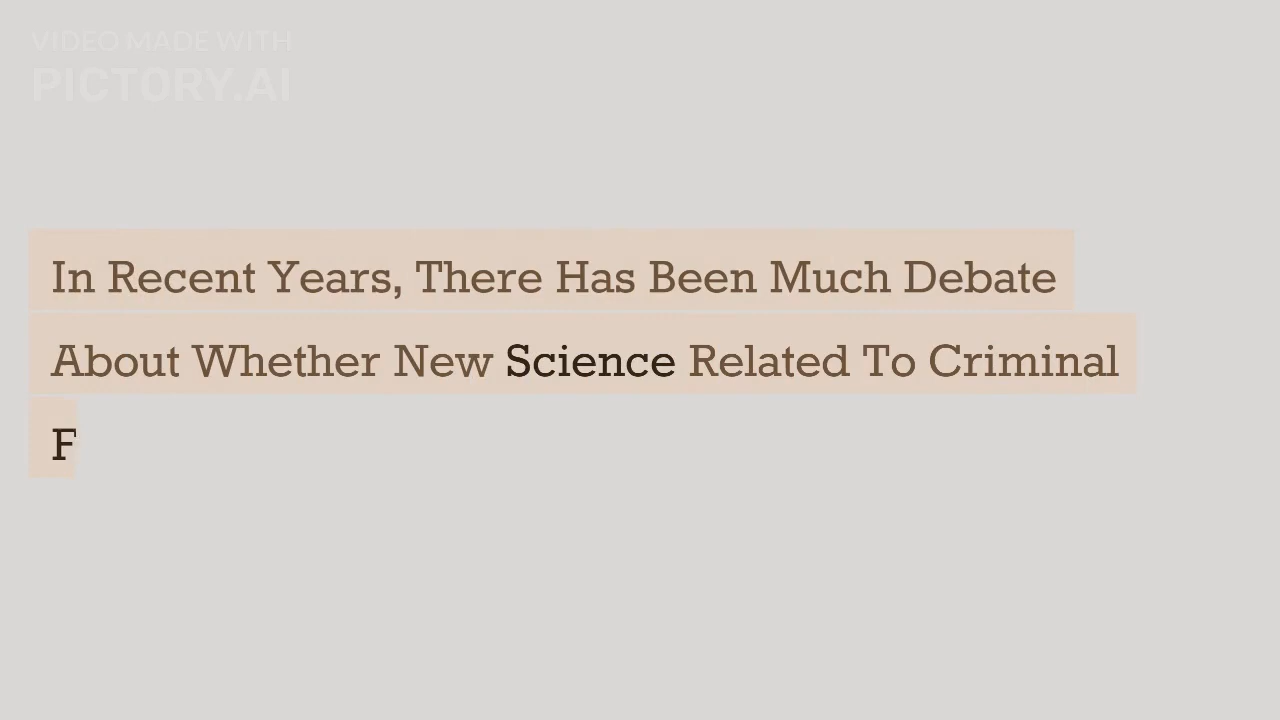 VIDEO MADE WITH
PICTORY.AI
In Recent Years, There Has Been Much Debate
About Whether New Science Related To Criminal
F